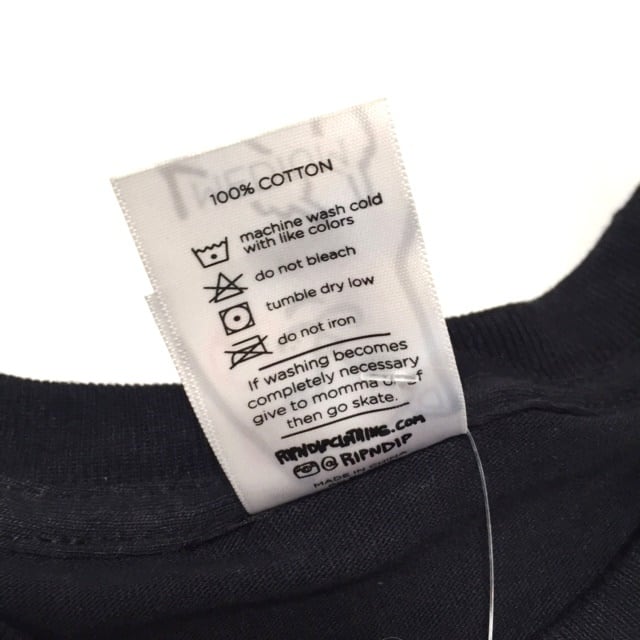 100% COTTON
machine wash cold
with like colors
do not bleach
tumble dry low
do not iron
If washing becomes
completely necessary
give to momma
then go skate.
RIPNDIPCLOTHING.COM
@RIPNDIP
MADE IN CHINA